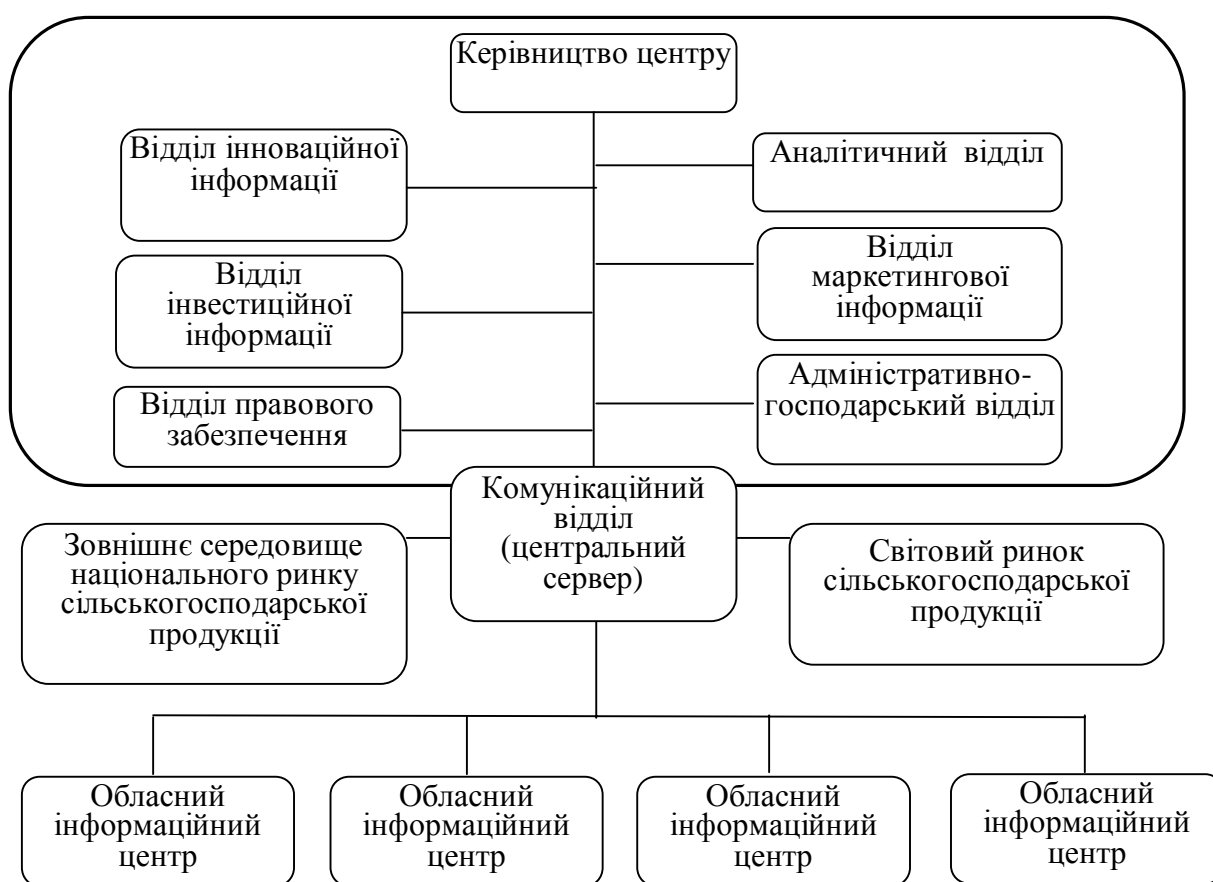 Керівництво центру
Відділ інноваційної
інформації
Аналітичний відділ
Відділ
інвестиційної
інформації
Відділ
маркетингової
інформації
Відділ правового
забезпечення
Адміністративно-
господарський відділ
Комунікаційний
відділ
(центральний
сервер)
Зовнішнє середовище
національного ринку
сільськогосподарської
продукції
Світовий ринок
сільськогосподарської
продукції
Обласний
інформаційний
центр
Обласний
інформаційний
центр
Обласний
інформаційний
центр
Обласний
інформаційний
центр